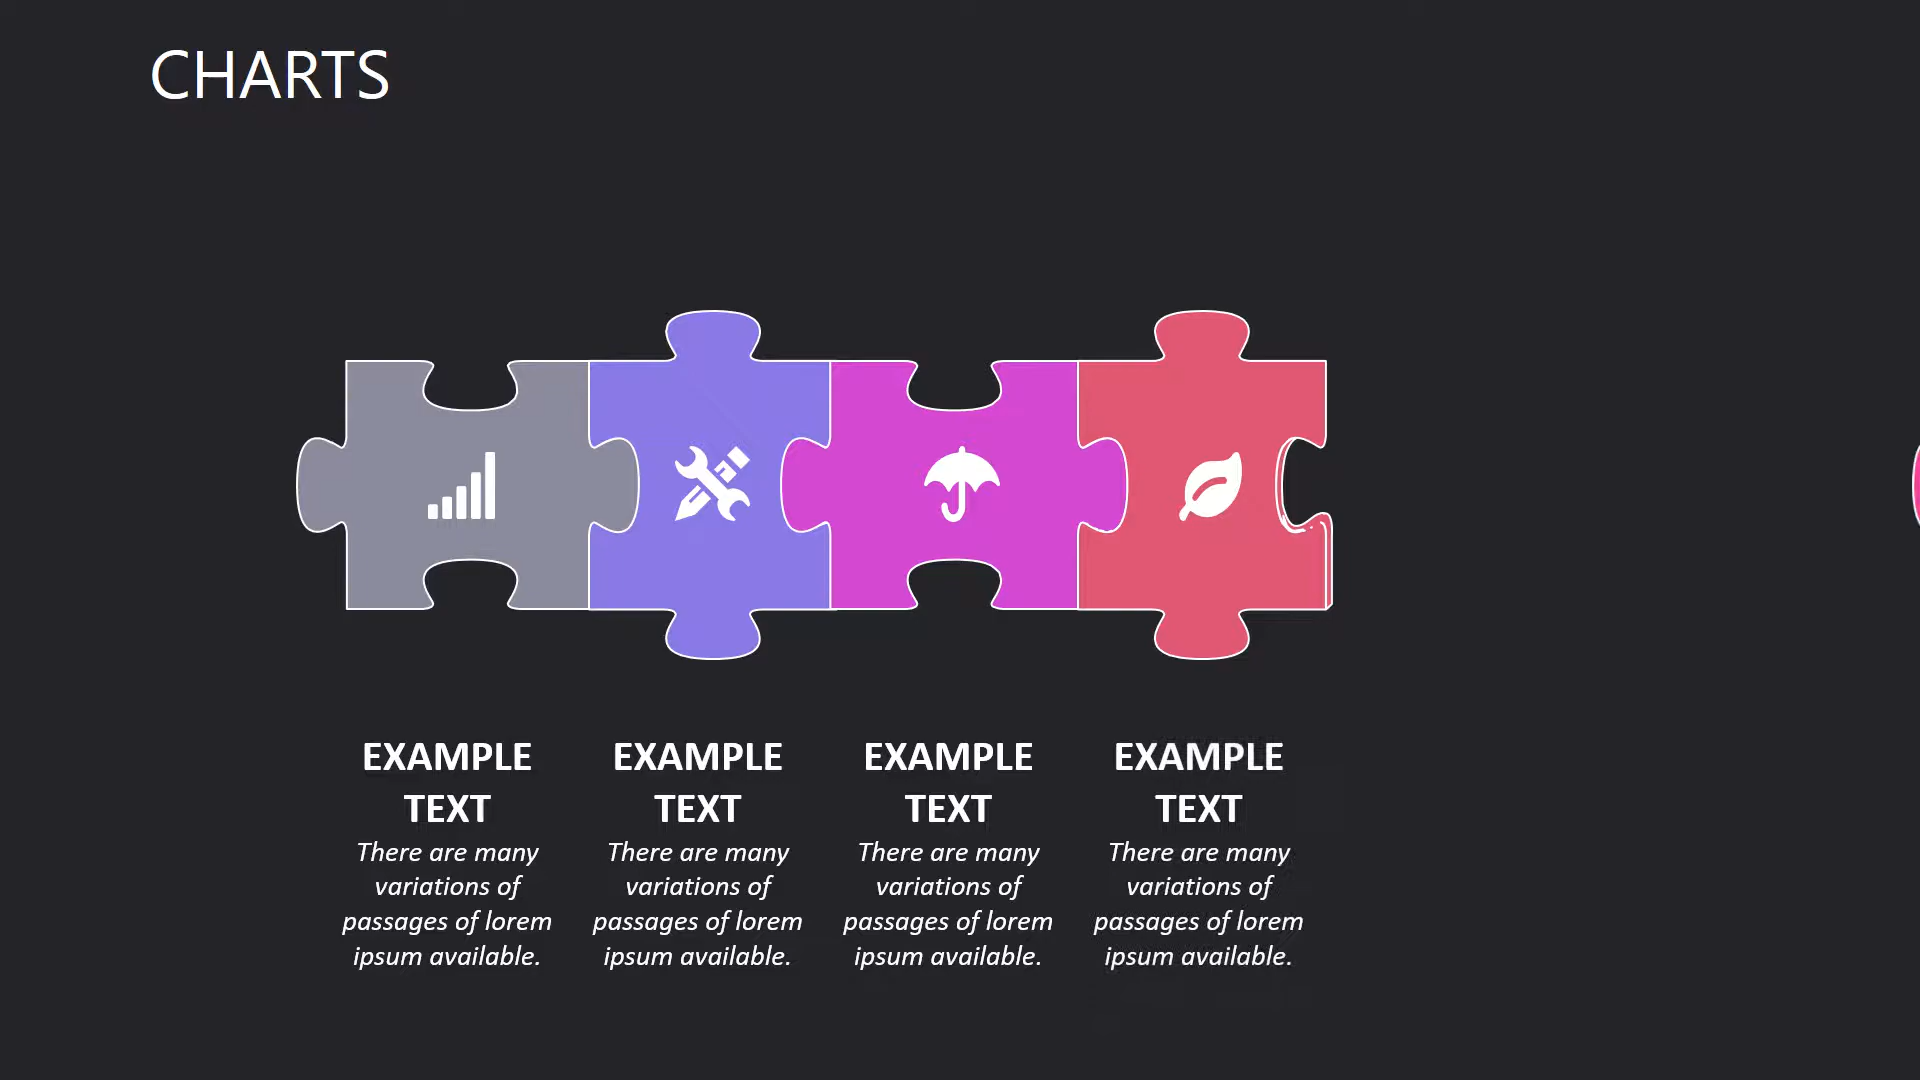 CHARTS
EXAMPLE
TEXT
There are many
variations of
passages of lorem
ipsum available.
EXAMPLE
TEXT
There are many
variations of
passages of lorem
ipsum available.
EXAMPLE
TEXT
There are many
variations of
passages of lorem
ipsum available.
EXAMPLE
TEXT
There are many
variations of
passages of lorem
ipsum available.